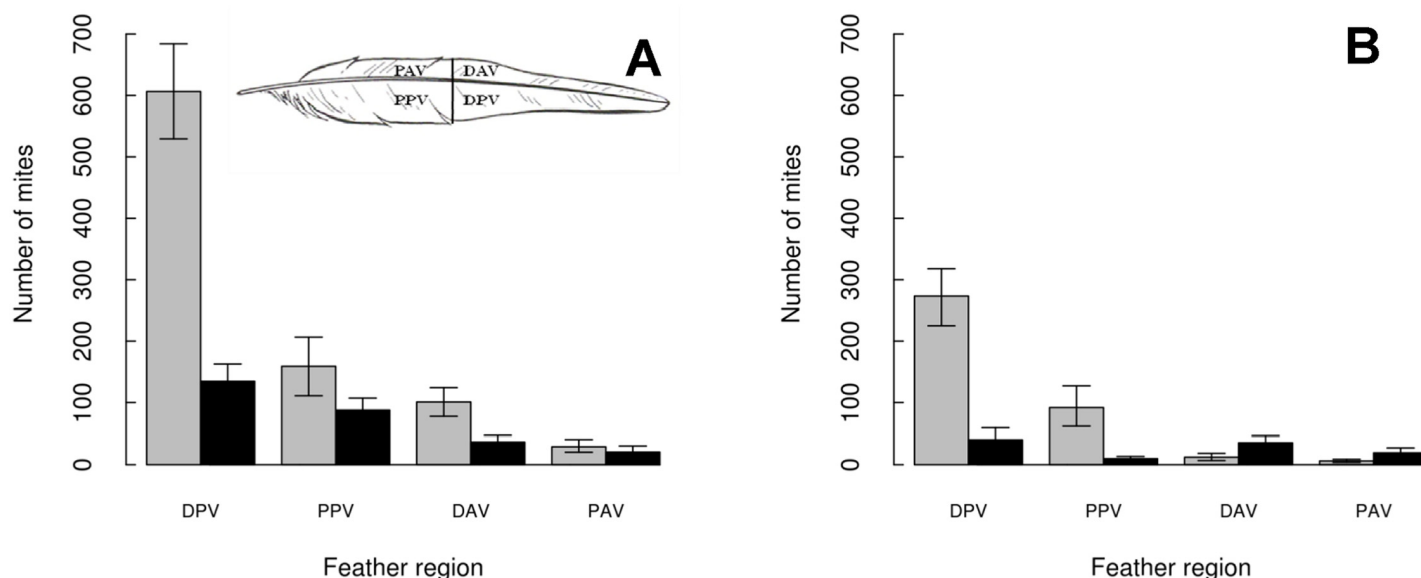 A
PAV DAV
PPV DPV
Number of mites
700
600
500
400
300
200
100
0
DPV PPV DAV PAV
Feather region
B
Number of mites
700
600
500
400
300
200
100
0
DPV PPV DAV PAV
Feather region